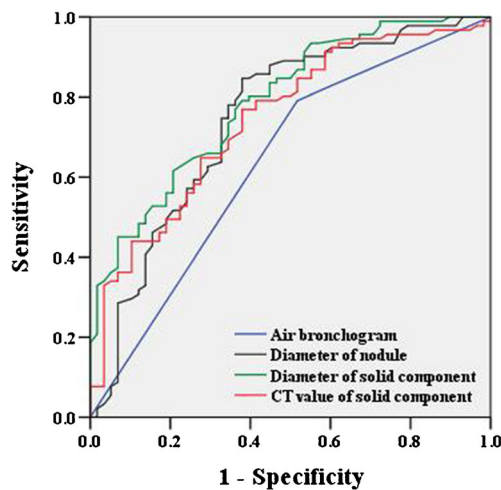 1.0
0.8
0.6
0.4
0.2
0.0
Sensitivity
Air bronchogram
Diameter of nodule
Diameter of solid component
CT value of solid component
0.0 0.2 0.4 0.6 0.8 1.0
1 - Specificity